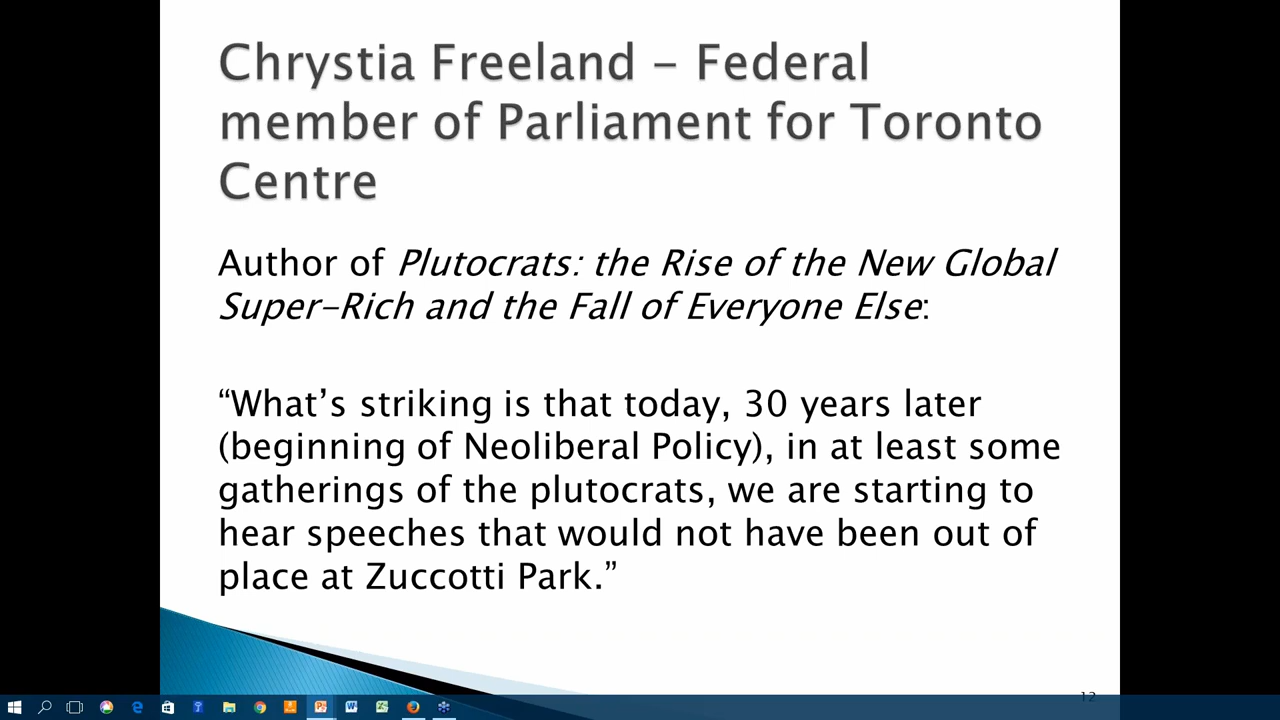 Chrystia Freeland – Federal
member of Parliament for Toronto
Centre
Author of Plutocrats: the Rise of the New Global
Super-Rich and the Fall of Everyone Else:
“What’s striking is that today, 30 years later
(beginning of Neoliberal Policy), in at least some
gatherings of the plutocrats, we are starting to
hear speeches that would not have been out of
place at Zuccotti Park.”
12